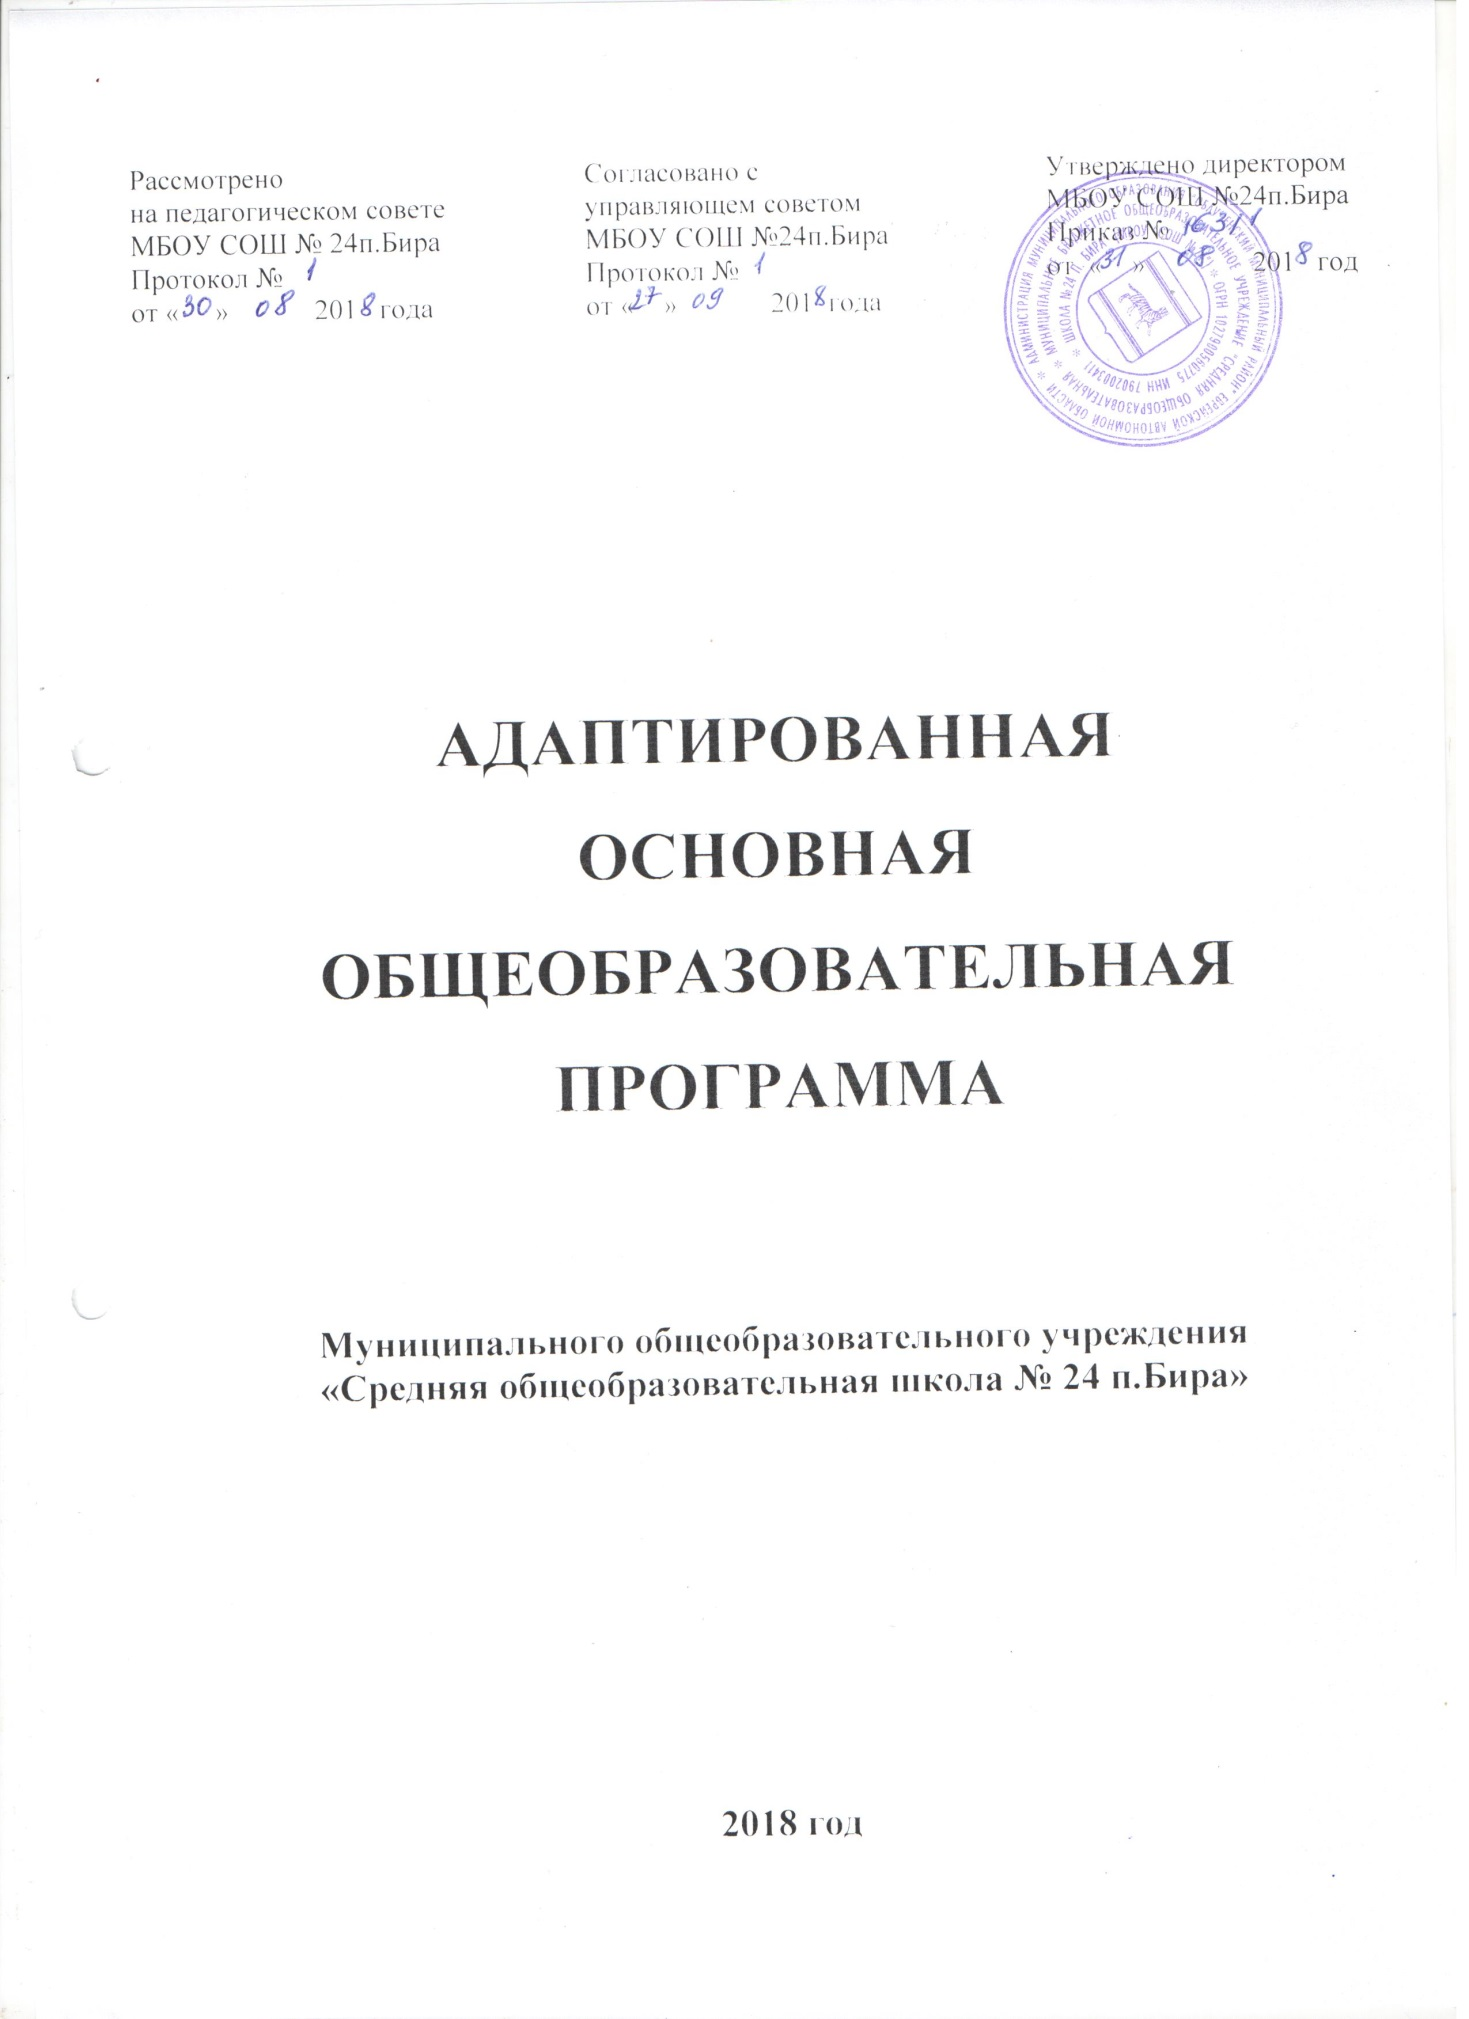 Рассмотрено
на педагогическом совете
МБОУ СОШ № 24п.Бира
Протокол № 1
от «30» 08 2018 года
Согласовано с
управляющем советом
МБОУ СОШ №24п.Бира
Протокол № 1
от «27» 09 2018года
Утверждено директором
МБОУ СОШ №24п.Бира
Приказ №
от «31» 08 2018 год
АДАПТИРОВАННАЯ
ОСНОВНАЯ
ОБЩЕОБРАЗОВАТЕЛЬНАЯ
ПРОГРАММА
Муниципального общеобразовательного учреждения
«Средняя общеобразовательная школа № 24 п.Бира»
2018 год